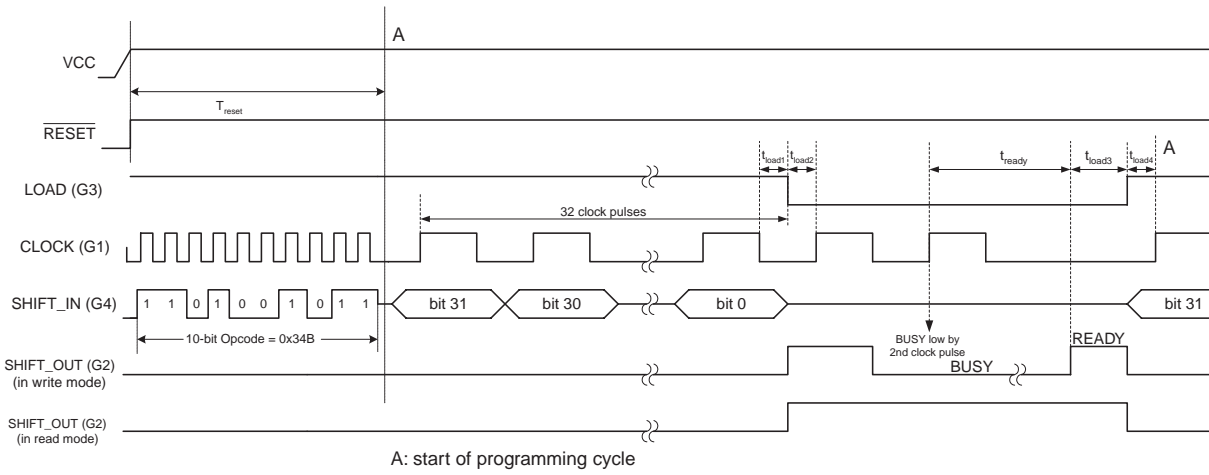 A
VCC
T reset
RESET
A
t load1 t load2 t ready t load3 t load4
LOAD (G3)
32 clock pulses
CLOCK (G1)
SHIFT_IN (G4)
1 1 0 1 0 0 1 0 1 1
bit 31 bit 30 bit 0 bit 31
10-bit Opcode = 0x34B
BUSY low by
2nd clock pulse
READY
SHIFT_OUT (G2)
(in write mode)
BUSY
SHIFT_OUT (G2)
(in read mode)
A: start of programming cycle